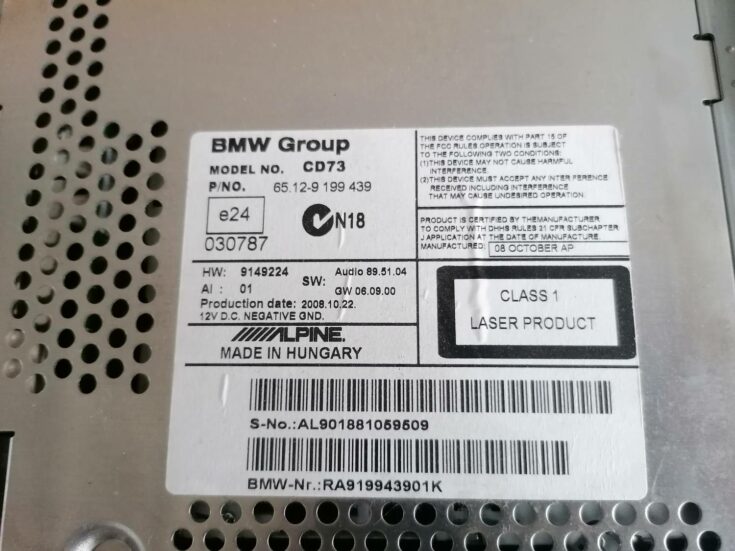 BMW Group
MODEL NO. CD73
P/NO. 65.12-9 199 439
e24
030787
N18
THIS DEVICE COMPLIES WITH PART 15 OF
THE FCC RULES OPERATION IS SUBJECT
TO THE FOLLOWING TWO CONDITIONS:
(1)THIS DEVICE MAY NOT CAUSE HARMFUL
INTERFERENCE.
(2)THIS DEVICE MUST ACCEPT ANY INTERFERENCE
RECEIVED INCLUDING INTERFERENCE
THAT MAY CAUSE UNDESIRED OPERATION.
PRODUCT IS CERTIFIED BY THEMANUFACTURER
TO COMPLY WITH DHHS RULES 21 CFR SUBCHAPTER
J APPLICATION AT THE DATE OF MANUFACTURE.
MANUFACTURED: 08 OCTOBER AP
HW: 9149224
AI : 01
SW: Audio 89.51.04
GW 06.09.00
Production date: 2008.10.22.
12V D.C. NEGATIVE GND.
ALPINE.
MADE IN HUNGARY
CLASS 1
LASER PRODUCT
S-No.:AL901881059509
BMW-Nr.:RA919943901K